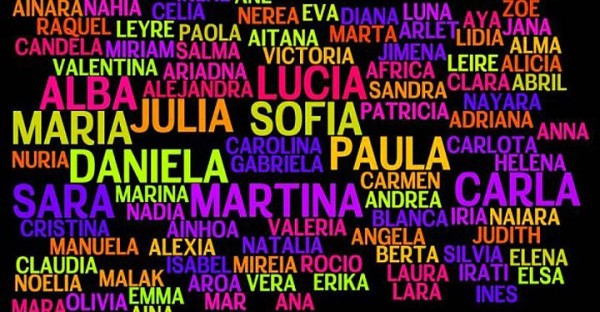 AINARA NAHIA CELIA NEREA EVA DIANA LUNA AYA ZOE
RAQUEL LEYRE PAOLA AITANA MARTA ARLET LIDIA JANA
CANDELA MIRIAM SALMA VICTORIA JIMENA ALMA
VALENTINA ARIADNA AFRICA LEIRE ALICIA
ALBA ALEJANDRA LUCIA SANDRA CLARA ABRIL
MARIA JULIA SOFIA PATRICIA NAYARA
ADRIANA ANNA
NURIA DANIELA CAROLINA GABRIELA PAULA CARLOTA HELENA
SARA MARINA MARTINA CARMEN ANDREA CARLA
NADIA BLANCA IRIA NAIARA
CRISTINA AINHOA VALERIA ANGELA JUDITH
MANUELA ALEXIA NATALIA BERTA SILVIA ELENA
CLAUDIA ISABEL MIREIA ROCIO LAURA IRATI ELSA
NOELIA MALAK AROA VERA ERIKA LARA INES
MARA OLIVIA EMMA MAR ANA